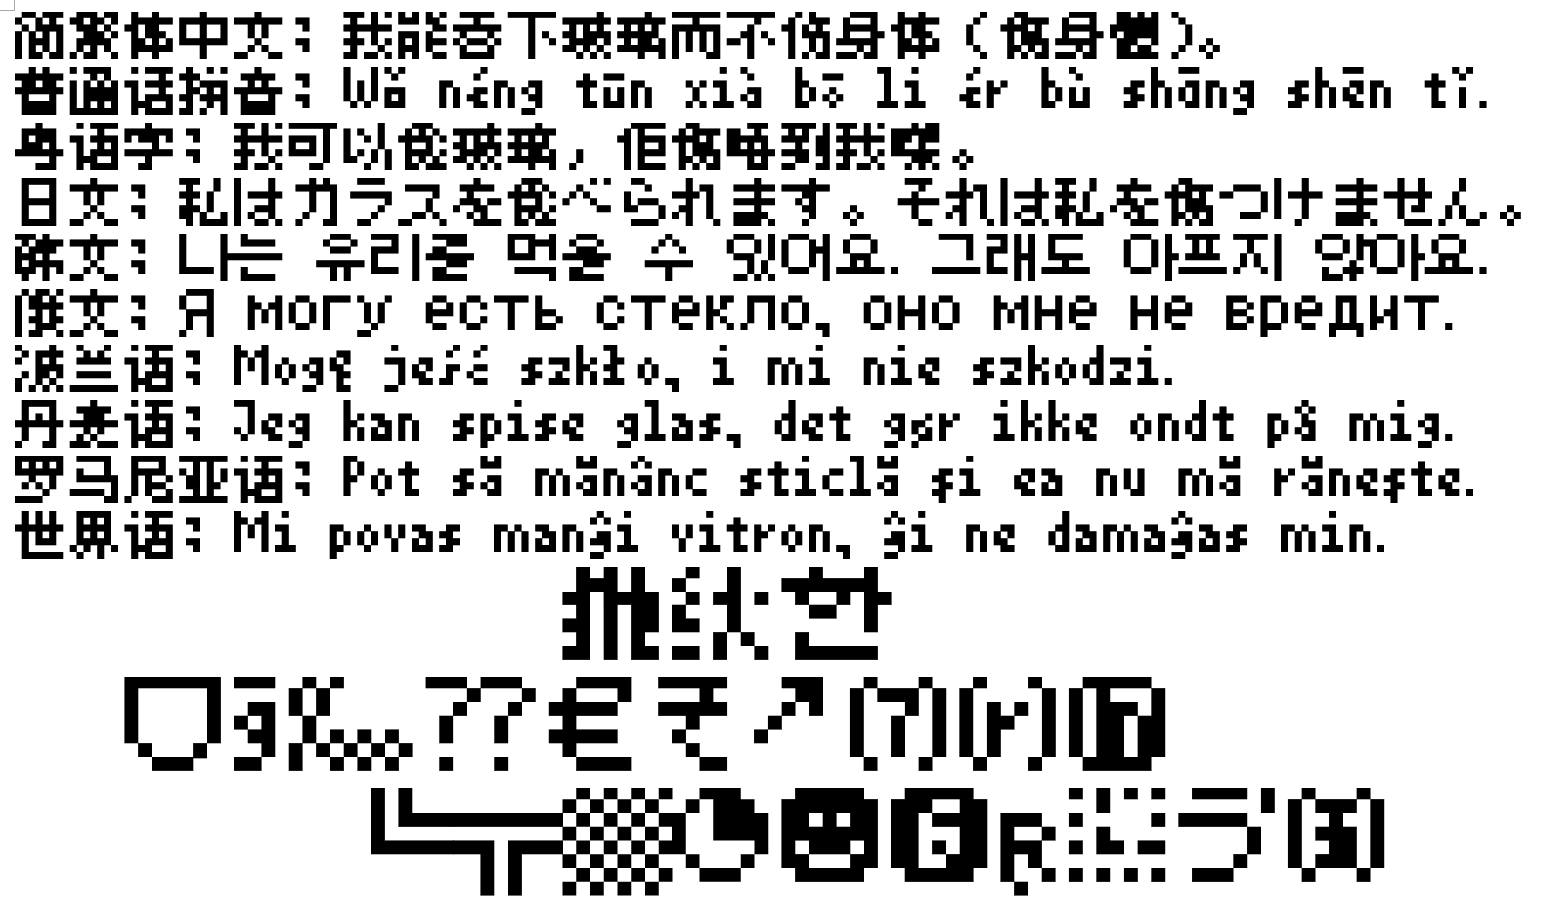 简繁体中文：我能吞下玻璃而不伤身体（傷身體）。
普通话拼音：Wǒ néng tūn xià bō li ér bù shāng shēn tǐ.
粤语字：我可以食玻璃，佢傷唔到我㗎。
日文：私はガラスを食べられます。それは私を傷つけません。
韩文：나는 유리를 먹을 수 있어요. 그래도 아프지 않아요.
俄文：Я могу есть стекло, оно мне не вредит.
波兰语：Mogę jeść szkło, i mi nie szkodzi.
丹麦语：Jeg kan spise glas, det gør ikke ondt på mig.
罗马尼亚语：Pot să mănânc sticlă și ea nu mă rănește.
世界语：Mi povas manĝi vitron, ĝi ne damaĝas min.
‰⁇€₹↗
╚╦▒◔